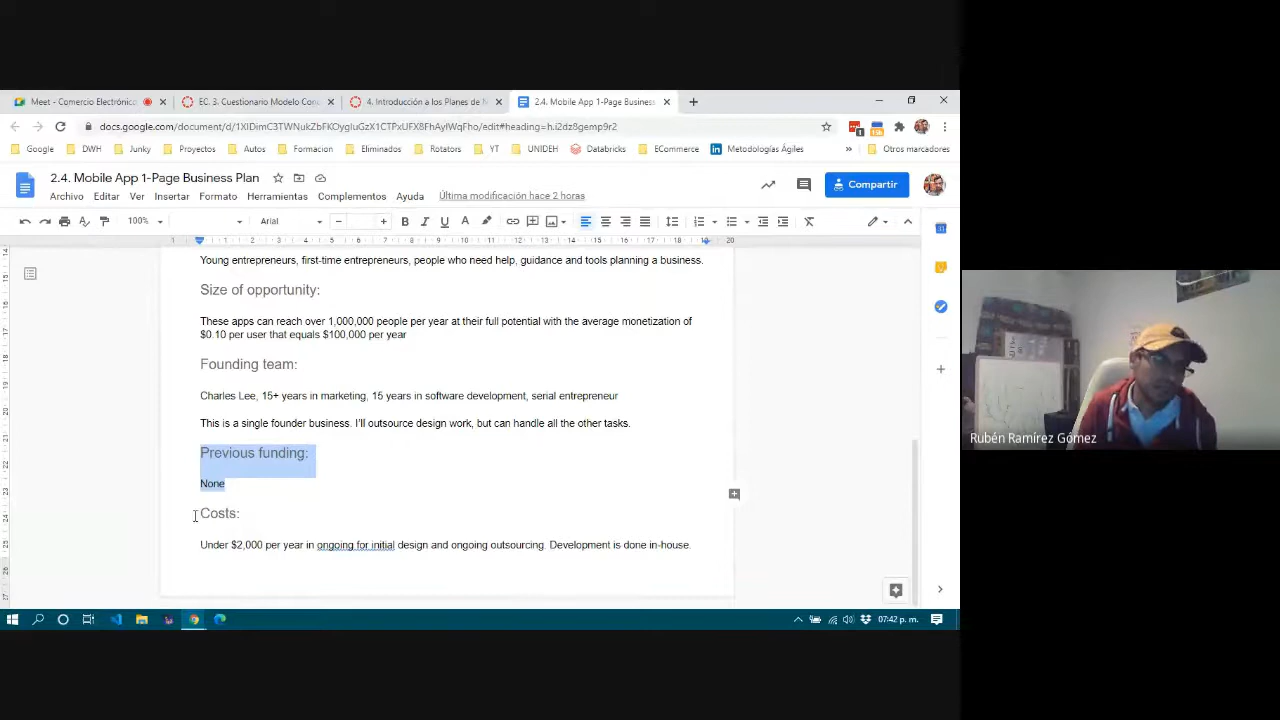 Meet - Comercio Electrónic
EC. 3. Cuestionario Modelo Con
4. Introducción a los Planes de
2.4. Mobile App 1-Page Business
docs.google.com/document/d/1XIDimC3TWNukZbFKOygIuGzX1CTPxUFX8FhAyIWqFho/edit#heading=h.i2dz8gemp9r2
Google DWH Junky Proyectos Autos Formacion Eliminados Rotators YT UNIDEH Databricks ECommerce Metodologías Ágiles » Otros marcadores
2.4. Mobile App 1-Page Business Plan
Compartir
Archivo Editar Ver Insertar Formato Herramientas Complementos Ayuda Última modificación hace 2 horas
100% Arial
Young entrepreneurs, first-time entrepreneurs, people who need help, guidance and tools planning a business.
Size of opportunity:
These apps can reach over 1,000,000 people per year at their full potential with the average monetization of
$0.10 per user that equals $100,000 per year
Founding team:
Charles Lee, 15+ years in marketing, 15 years in software development, serial entrepreneur
This is a single founder business. I'll outsource design work, but can handle all the other tasks.
Previous funding:
None
Costs:
Under $2,000 per year in ongoing for initial design and ongoing outsourcing. Development is done in-house.
Rubén Ramírez Gómez
07:42 p. m.